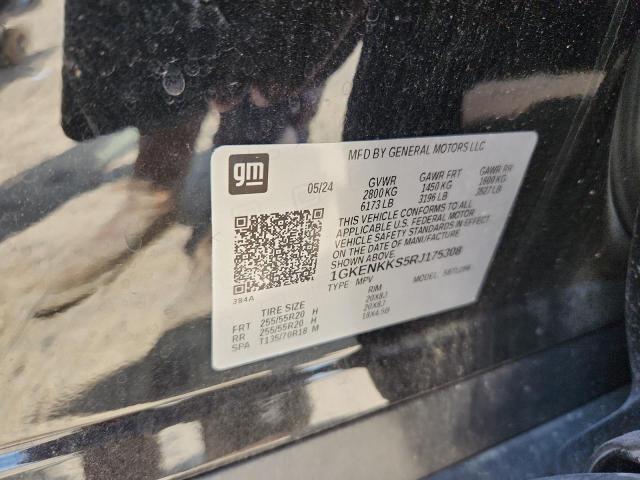 gm
MFD BY GENERAL MOTORS LLC
05/24
GVWR GAWR FRT GAWR RR
2800 KG 1450 KG 1600 KG
6173 LB 3196 LB 3527 LB
THIS VEHICLE CONFORMS TO ALL
APPLICABLE U.S. FEDERAL MOTOR
VEHICLE SAFETY STANDARDS IN EFFECT
ON THE DATE OF MANUFACTURE SHOWN ABOVE.
1GKENKKS5RJ175308
TYPE: MPV MODEL:
384A
TIRE SIZE RIM
FRT 255/55R20 H 20X8J
RR 255/55R20 H 20X8J
SPA T135/70R18 M 18X4.5B